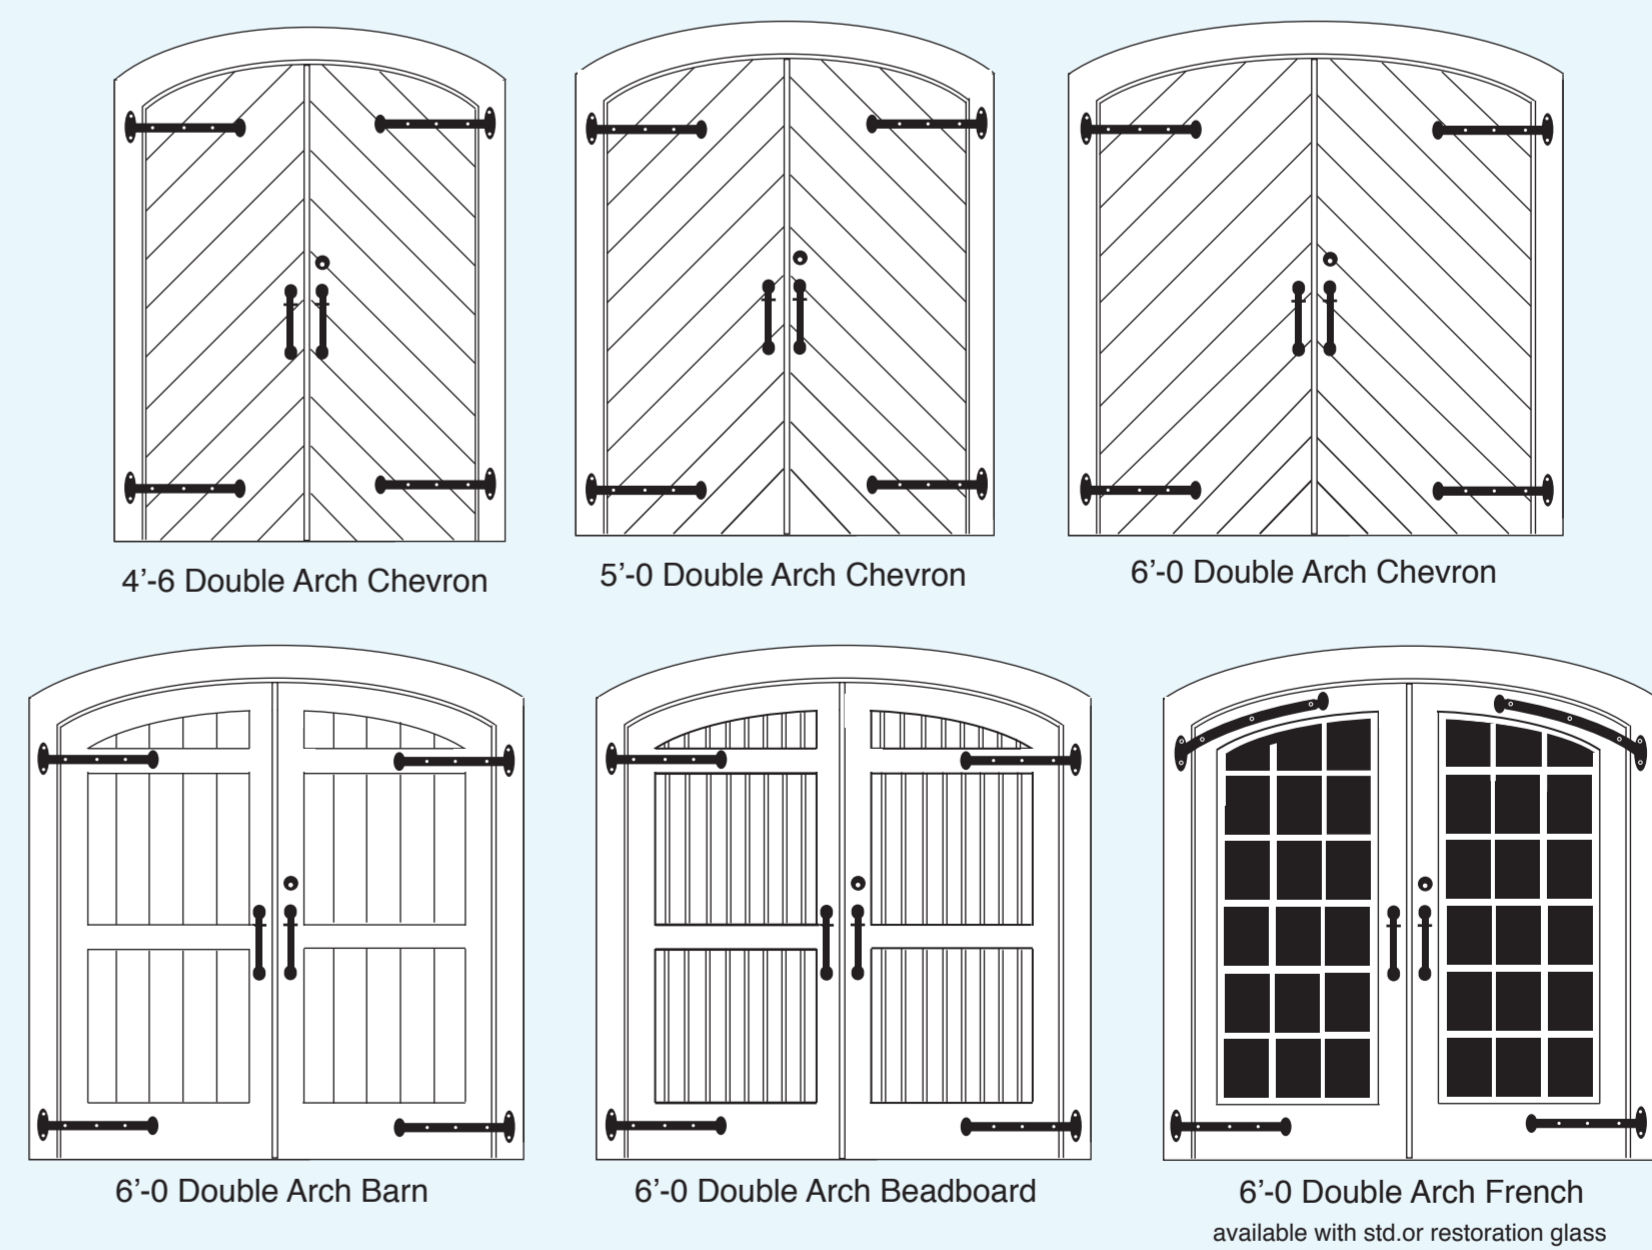 4’-6 Double Arch Chevron
5’-0 Double Arch Chevron
6’-0 Double Arch Chevron
6’-0 Double Arch Barn
6’-0 Double Arch Beadboard
6’-0 Double Arch French
available with std.or restoration glass